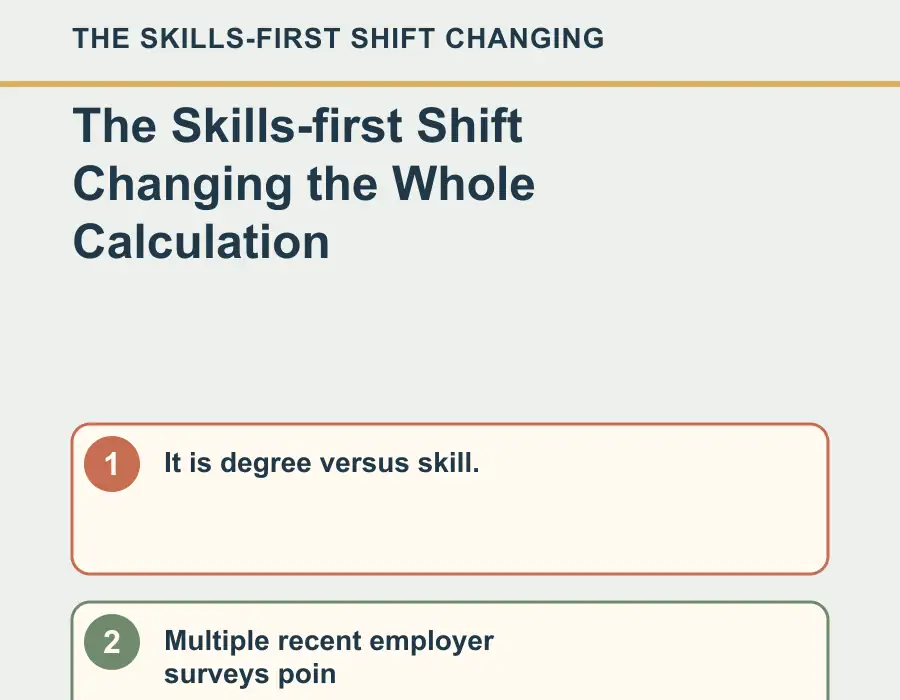 THE SKILLS-FIRST SHIFT CHANGING
The Skills-first Shift
Changing the Whole
Calculation
1
It is degree versus skill.
2
Multiple recent employer
surveys poin